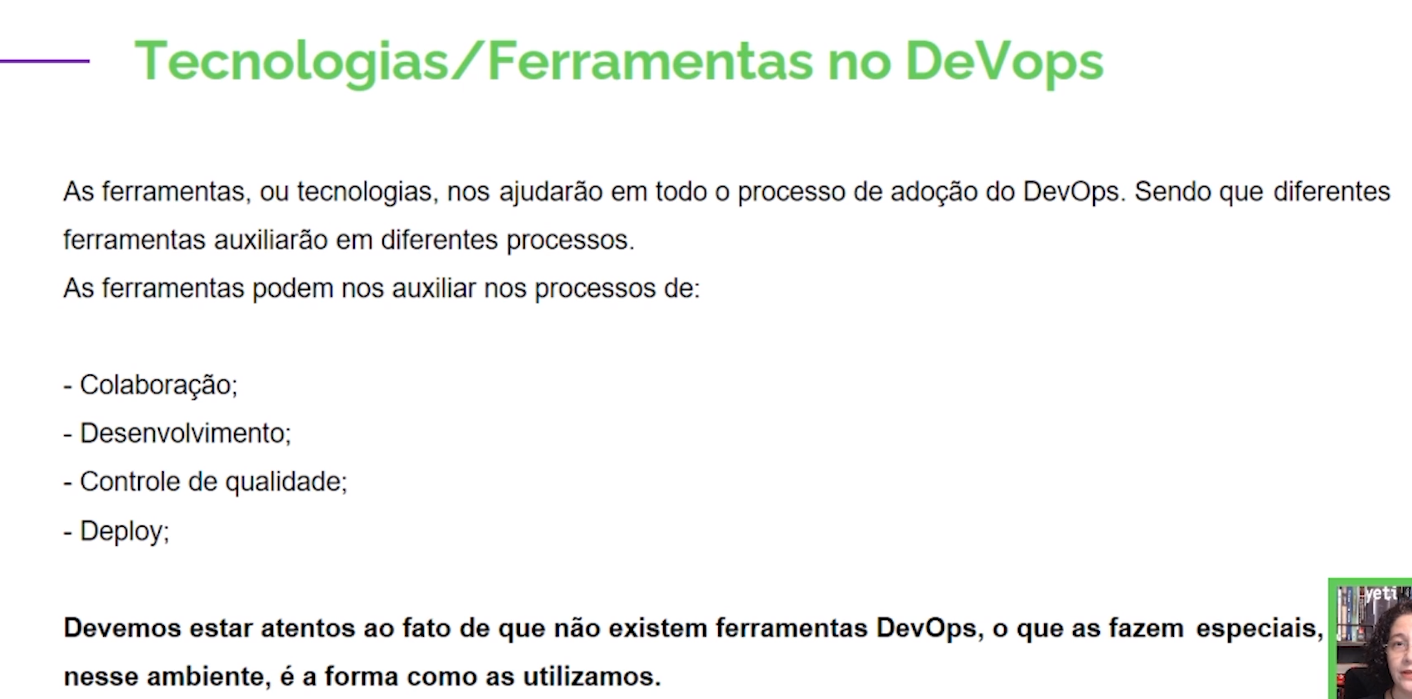 Tecnologias/Ferramentas no DeVops
As ferramentas, ou tecnologias, nos ajudarão em todo o processo de adoção do DevOps. Sendo que diferentes
ferramentas auxiliarão em diferentes processos.
As ferramentas podem nos auxiliar nos processos de:
- Colaboração;
- Desenvolvimento;
- Controle de qualidade;
- Deploy;
yeti
Devemos estar atentos ao fato de que não existem ferramentas DevOps, o que as fazem especiais,
nesse ambiente, é a forma como as utilizamos.